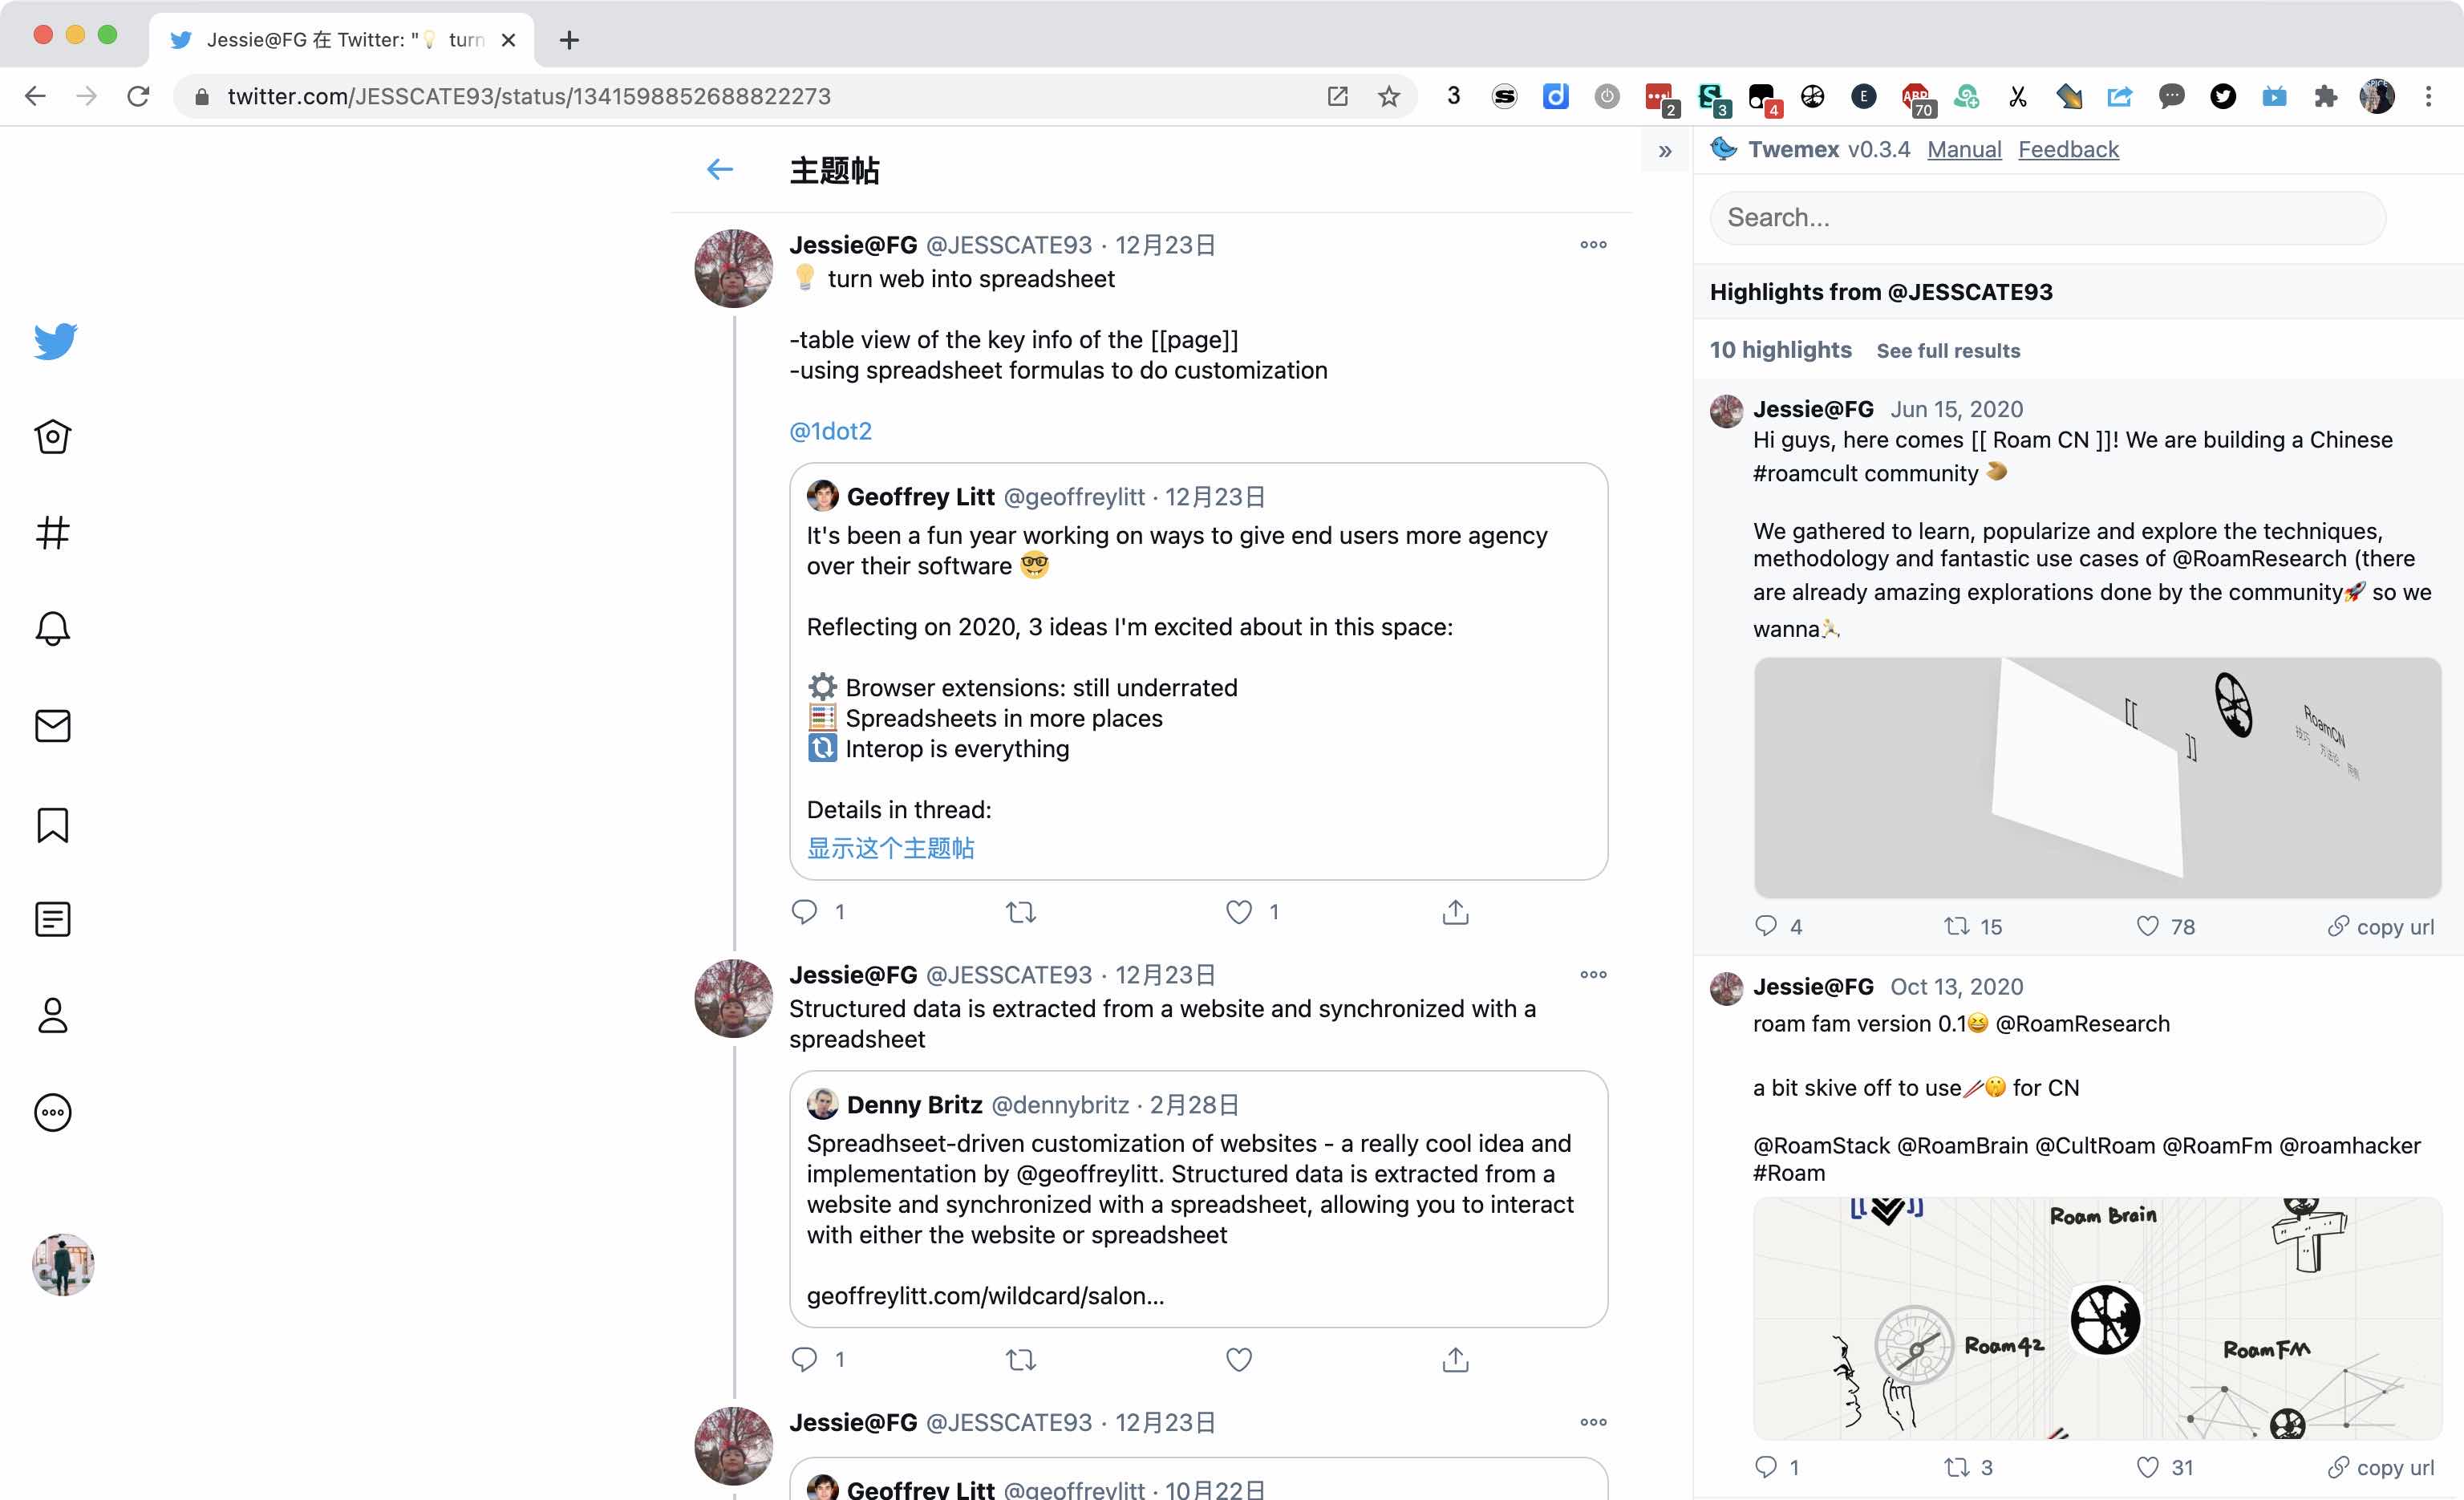 Jessie@FG 在 Twitter: "💡 turn
twitter.com/JESSCATE93/status/1341598852688822273
3
2
3
4
E
ABP
70
主题帖
Jessie@FG @JESSCATE93 · 12月23日
💡 turn web into spreadsheet
-table view of the key info of the [[page]]
-using spreadsheet formulas to do customization
@1dot2
Geoffrey Litt @geoffreylitt · 12月23日
It's been a fun year working on ways to give end users more agency
over their software 🤓
Reflecting on 2020, 3 ideas I'm excited about in this space:
⚙️ Browser extensions: still underrated
🧮 Spreadsheets in more places
🔃 Interop is everything
Details in thread:
显示这个主题帖
1
1
Jessie@FG @JESSCATE93 · 12月23日
Structured data is extracted from a website and synchronized with a
spreadsheet
Denny Britz @dennybritz · 2月28日
Spreadhseet-driven customization of websites - a really cool idea and
implementation by @geoffreylitt. Structured data is extracted from a
website and synchronized with a spreadsheet, allowing you to interact
with either the website or spreadsheet
geoffreylitt.com/wildcard/salon...
1
Jessie@FG @JESSCATE93 · 12月23日
Geoffrey Litt @geoffreylitt · 10月22日
»
Twemex v0.3.4 Manual Feedback
Search...
Highlights from @JESSCATE93
10 highlights See full results
Jessie@FG Jun 15, 2020
Hi guys, here comes [[ Roam CN ]]! We are building a Chinese
#roamcult community 🥠
We gathered to learn, popularize and explore the techniques,
methodology and fantastic use cases of @RoamResearch (there
are already amazing explorations done by the community🚀 so we
wanna🏃
[[
]]
RoamCN
技巧 方法论
4
15
78
copy url
Jessie@FG Oct 13, 2020
roam fam version 0.1😆 @RoamResearch
a bit skive off to use🥢🤫 for CN
@RoamStack @RoamBrain @CultRoam @RoamFm @roamhacker
#Roam
Roam Brain
Roam42
RoamFM
1
3
31
copy url